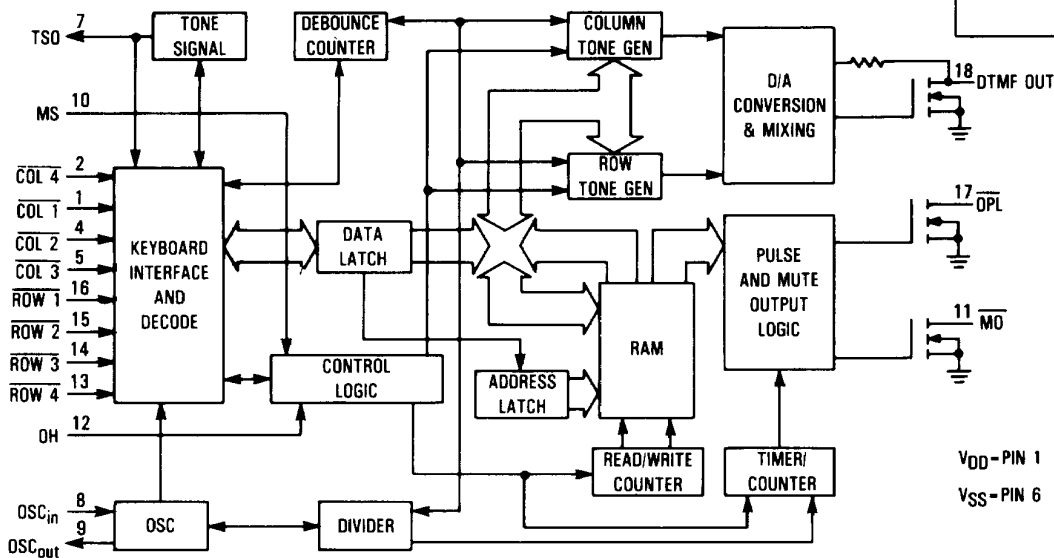 7
TSO
TONE
SIGNAL
DEBOUNCE
COUNTER
COLUMN
TONE GEN
D/A
CONVERSION
& MIXING
18
DTMF OUT
10
MS
ROW
TONE GEN
2
COL 4
1
COL 1
4
COL 2
5
COL 3
16
ROW 1
15
ROW 2
14
ROW 3
13
ROW 4
KEYBOARD
INTERFACE
AND
DECODE
DATA
LATCH
17
OPL
PULSE
AND MUTE
OUTPUT
LOGIC
11
MO
RAM
CONTROL
LOGIC
ADDRESS
LATCH
12
OH
READ/WRITE
COUNTER
TIMER/
COUNTER
VDD=PIN 1
VSS=PIN 6
8
OSCin
9
OSCout
OSC
DIVIDER